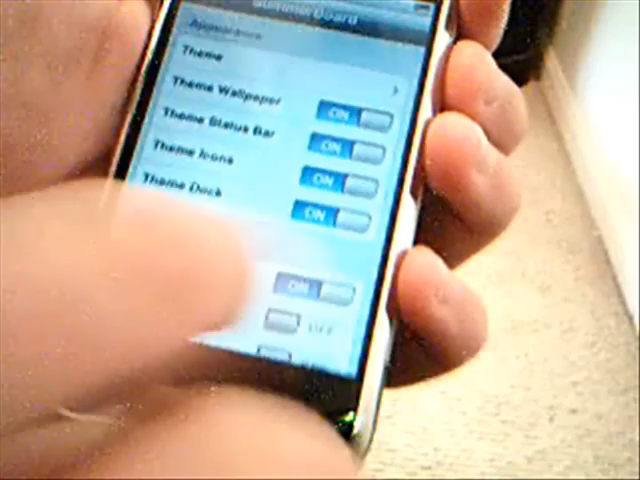 SummerBoard
Appearance
Theme
Theme Wallpaper ON
Theme Status Bar ON
Theme Icons ON
Theme Dock ON
ON
OFF